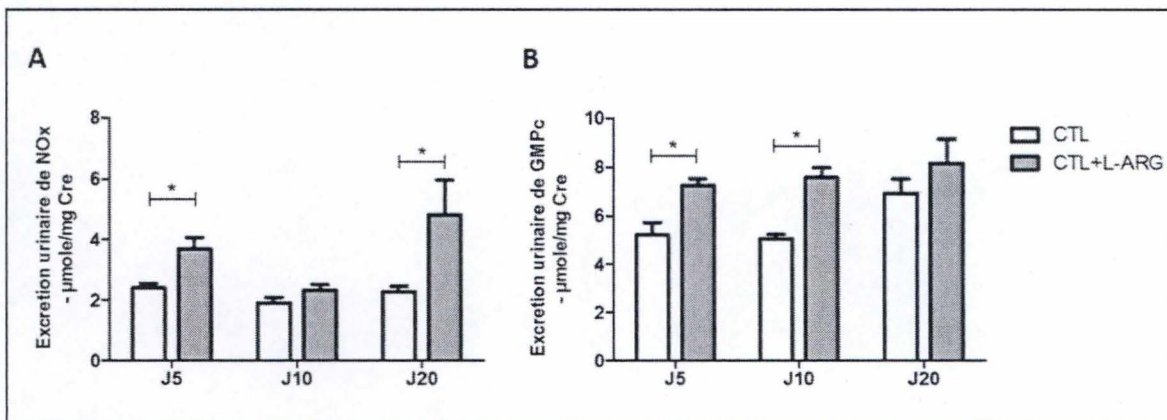 A
Excretion urinaire de NOx
- µmole/mg Cre
8
6
4
2
0
*
*
J5
J10
J20
B
Excretion urinaire de GMPc
- µmole/mg Cre
10
8
6
4
2
0
*
*
J5
J10
J20
CTL
CTL+L-ARG